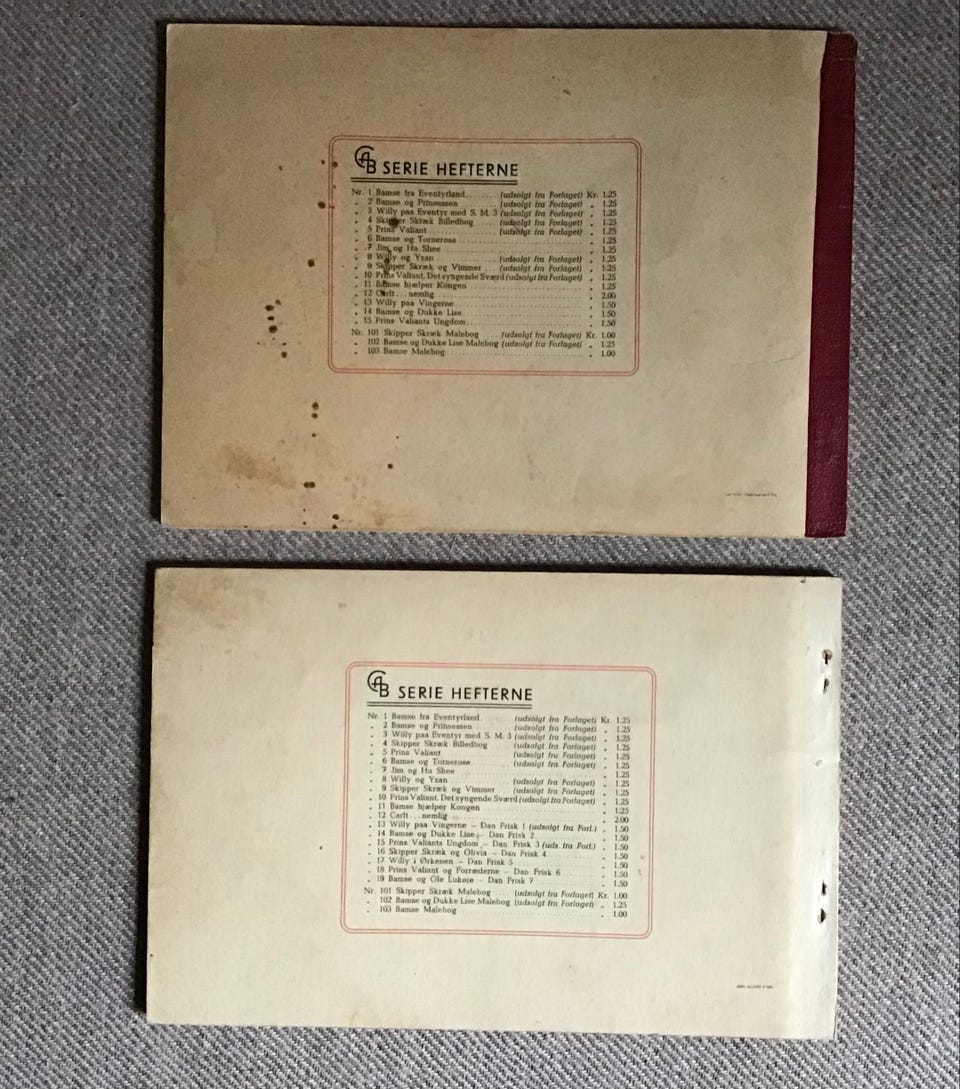 CAB SERIE HEFTERNE
Nr. 1 Bamse fra Eventyrland........ (udsolgt fra Forlaget) Kr. 1.25
„ 2 Bamse og Prinsessen ........ (udsolgt fra Forlaget) „ 1.25
„ 3 Willy paa Eventyr med S. M. 3 (udsolgt fra Forlaget) „ 1.25
„ 4 Skipper Skræk Billedbog ..... (udsolgt fra Forlaget) „ 1.25
„ 5 Prins Valiant ............... (udsolgt fra Forlaget) „ 1.25
„ 6 Bamse og Tornerose ............ „ 1.25
„ 7 Jim og Hu Shee ............ „ 1.25
„ 8 Willy og Yzan ............ (udsolgt fra Forlaget) „ 1.25
„ 9 Skipper Skræk og Vimmer ... (udsolgt fra Forlaget) „ 1.25
„ 10 Prins Valiant, Det syngende Sværd (udsolgt fra Forlaget) „ 1.25
„ 11 Bamse hjælper Kongen ............ „ 1.25
„ 12 Carlt...nemlig ............ „ 2.00
„ 13 Willy paa Vingerne ............ „ 1.50
„ 14 Bamse og Dukke Lise ............ „ 1.50
„ 15 Prins Valiants Ungdom ............ „ 1.50
Nr. 101 Skipper Skræk Malebog .... (udsolgt fra Forlaget) Kr. 1.00
„ 102 Bamse og Dukke Lise Malebog (udsolgt fra Forlaget) „ 1.25
„ 103 Bamse Malebog ............ „ 1.00
CAB SERIE HEFTERNE
Nr. 1 Bamse fra Eventyrland ........ (udsolgt fra Forlaget) Kr. 1.25
„ 2 Bamse og Prinsessen ........ (udsolgt fra Forlaget) „ 1.25
„ 3 Willy paa Eventyr med S. M. 3 (udsolgt fra Forlaget) „ 1.25
„ 4 Skipper Skræk Billedbog ..... (udsolgt fra Forlaget) „ 1.25
„ 5 Prins Valiant ............ (udsolgt fra Forlaget) „ 1.25
„ 6 Bamse og Tornerose ........ (udsolgt fra Forlaget) „ 1.25
„ 7 Jim og Hu Shee ............ „ 1.25
„ 8 Willy og Yzan ............ (udsolgt fra Forlaget) „ 1.25
„ 9 Skipper Skræk og Vimmer ... (udsolgt fra Forlaget) „ 1.25
„ 10 Prins Valiant, Det syngende Sværd (udsolgt fra Forlaget) „ 1.25
„ 11 Bamse hjælper Kongen ............ „ 1.25
„ 12 Carlt...nemlig ............ „ 2.00
„ 13 Willy paa Vingerne – Dan Frisk 1 (udsolgt fra Forl.) „ 1.50
„ 14 Bamse og Dukke Lise – Dan Frisk 2 ........ „ 1.50
„ 15 Prins Valiants Ungdom – Dan Frisk 3 (uds. fra Forl.) „ 1.50
„ 16 Skipper Skræk og Olivia – Dan Frisk 4 ........ „ 1.50
„ 17 Willy i Ørkenen – Dan Frisk 5 ........ „ 1.50
„ 18 Prins Valiant og Forræderne – Dan Frisk 6 ........ „ 1.50
„ 19 Bamse og Ole Lukøje – Dan Frisk 7 ........ „ 1.50
Nr. 101 Skipper Skræk Malebog .... (udsolgt fra Forlaget) Kr. 1.00
„ 102 Bamse og Dukke Lise Malebog (udsolgt fra Forlaget) „ 1.25
„ 103 Bamse Malebog ............ „ 1.00